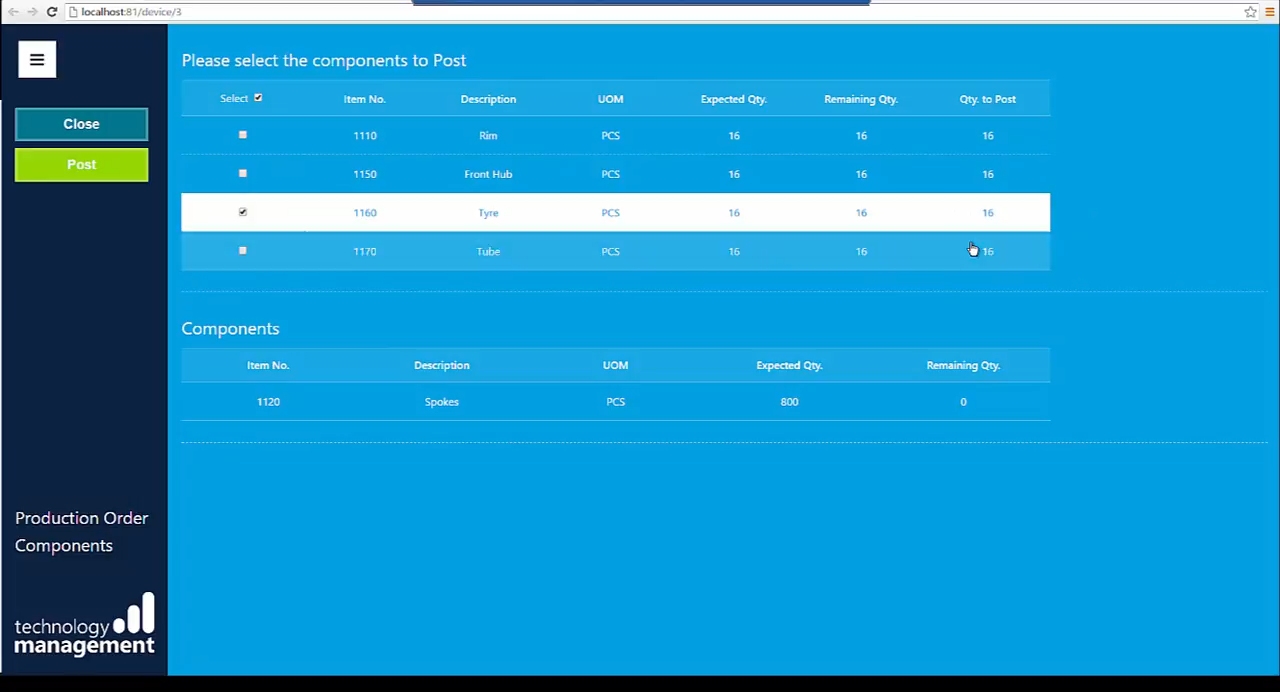 localhost:81/device/3
Please select the components to Post
Close
Post
Select Item No. Description UOM Expected Qty. Remaining Qty. Qty. to Post
1110 Rim PCS 16 16 16
1150 Front Hub PCS 16 16 16
1160 Tyre PCS 16 16 16
1170 Tube PCS 16 16 16
Components
Item No. Description UOM Expected Qty. Remaining Qty.
1120 Spokes PCS 800 0
Production Order
Components
technology
management